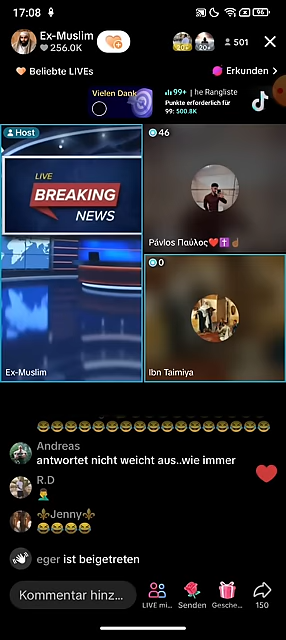 17:08
96
Ex-Muslim
256.0K
20+
20+
501
Beliebte LIVEs
Erkunden >
Vielen Dank
99+
he Rangliste
Punkte erforderlich für
99: 500.8K
Host
46
LIVE
BREAKING
NEWS
Pávlos Παύλος❤️✝️☝🏾
0
Ex-Muslim
Ibn Taimiya
😂😂😂😂😂😂😂😂😂😂😂😂😂😂😂😂😂
Andreas
antwortet nicht weicht aus..wie immer
R.D
🤦‍♂️
⚜️Jenny⚜️
😂😂😂😂
eger ist beigetreten
Kommentar hinz...
LIVE mi...
Senden
Gesche...
150